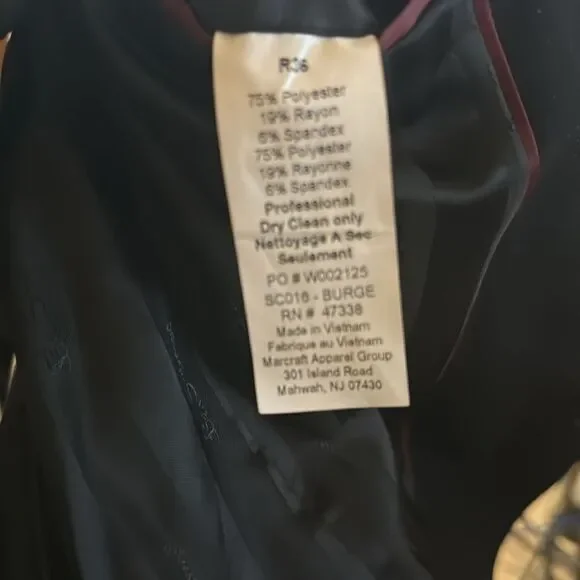 R36
75% Polyester
19% Rayon
6% Spandex
75% Polyester
19% Rayonne
6% Spandex
Professional
Dry Clean only
Nettoyage A Sec
Seulement
PO # W002125
SC016 - BURGE
RN # 47338
Made in Vietnam
Fabrique au Vietnam
Marcraft Apparel Group
301 Island Road
Mahwah, NJ 07430